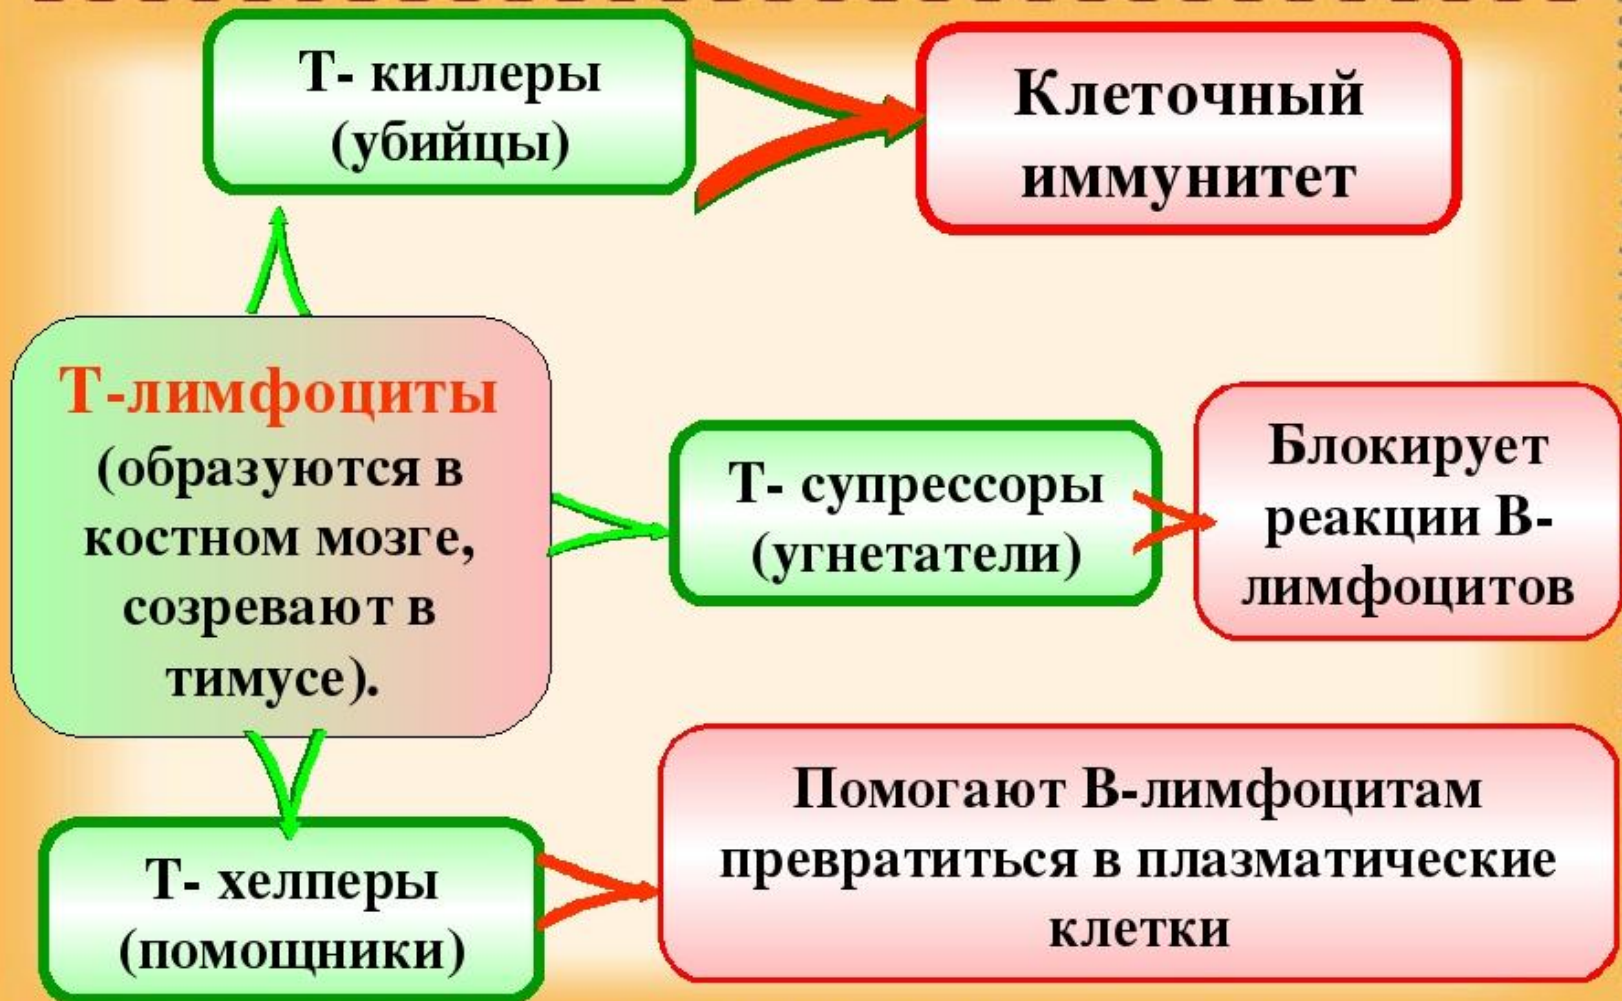 Т- киллеры
(убийцы)
Клеточный
иммунитет
Т-лимфоциты
(образуются в
костном мозге,
созревают в
тимусе).
Т- супрессоры
(угнетатели)
Блокирует
реакции В-
лимфоцитов
Т- хелперы
(помощники)
Помогают В-лимфоцитам
превратиться в плазматические
клетки